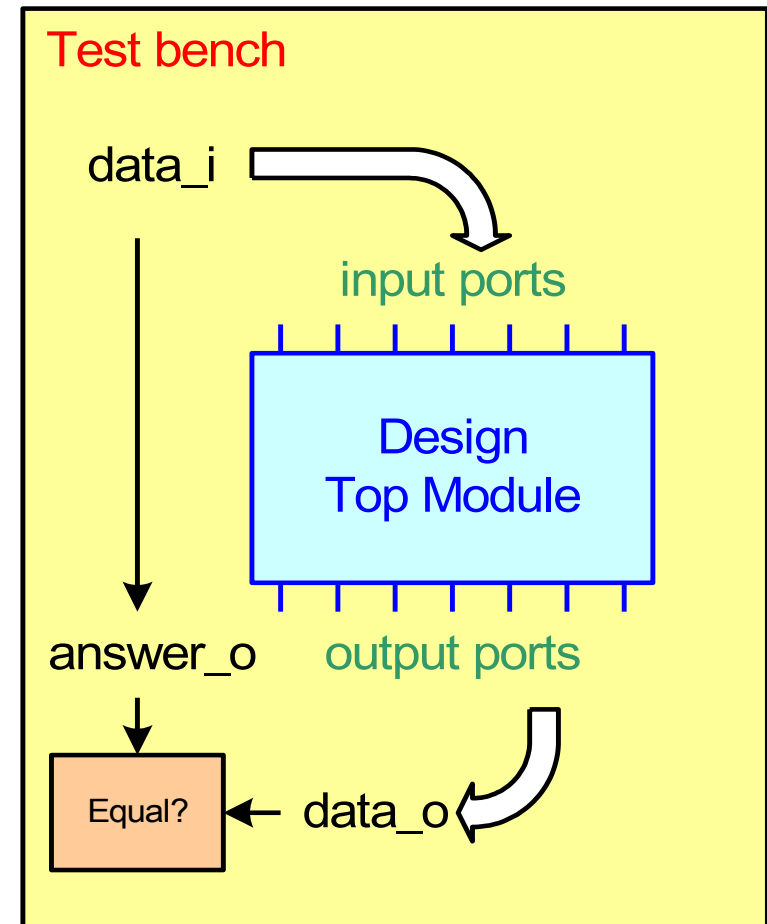 Test bench
data_i
input ports
Design
Top Module
answer_o
output ports
Equal?
data_o